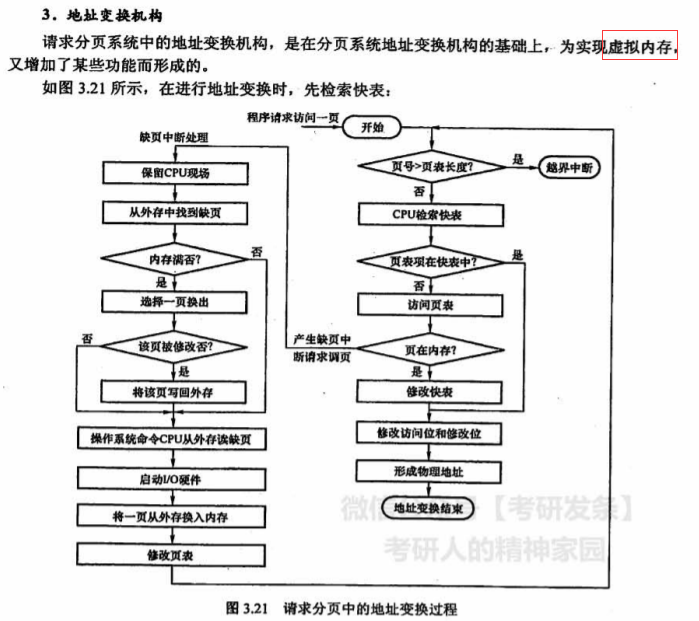 3．地址变换机构
请求分页系统中的地址变换机构，是在分页系统地址变换机构的基础上，为实现虚拟内存，
又增加了某些功能而形成的。
如图 3.21 所示，在进行地址变换时，先检索快表：
程序请求访问一页
开始
缺页中断处理
保留CPU现场
从外存中找到缺页
内存满否？
否
是
选择一页换出
该页被修改否？
否
是
将该页写回外存
操作系统命令CPU从外存读缺页
启动I/O硬件
将一页从外存换入内存
修改页表
页号>页表长度？
是
越界中断
否
CPU检索快表
页表项在快表中？
是
否
访问页表
产生缺页中
断请求调页
页在内存？
是
修改快表
修改访问位和修改位
形成物理地址
地址变换结束
微信
【考研发条】
考研人的精神家园
图 3.21 请求分页中的地址变换过程